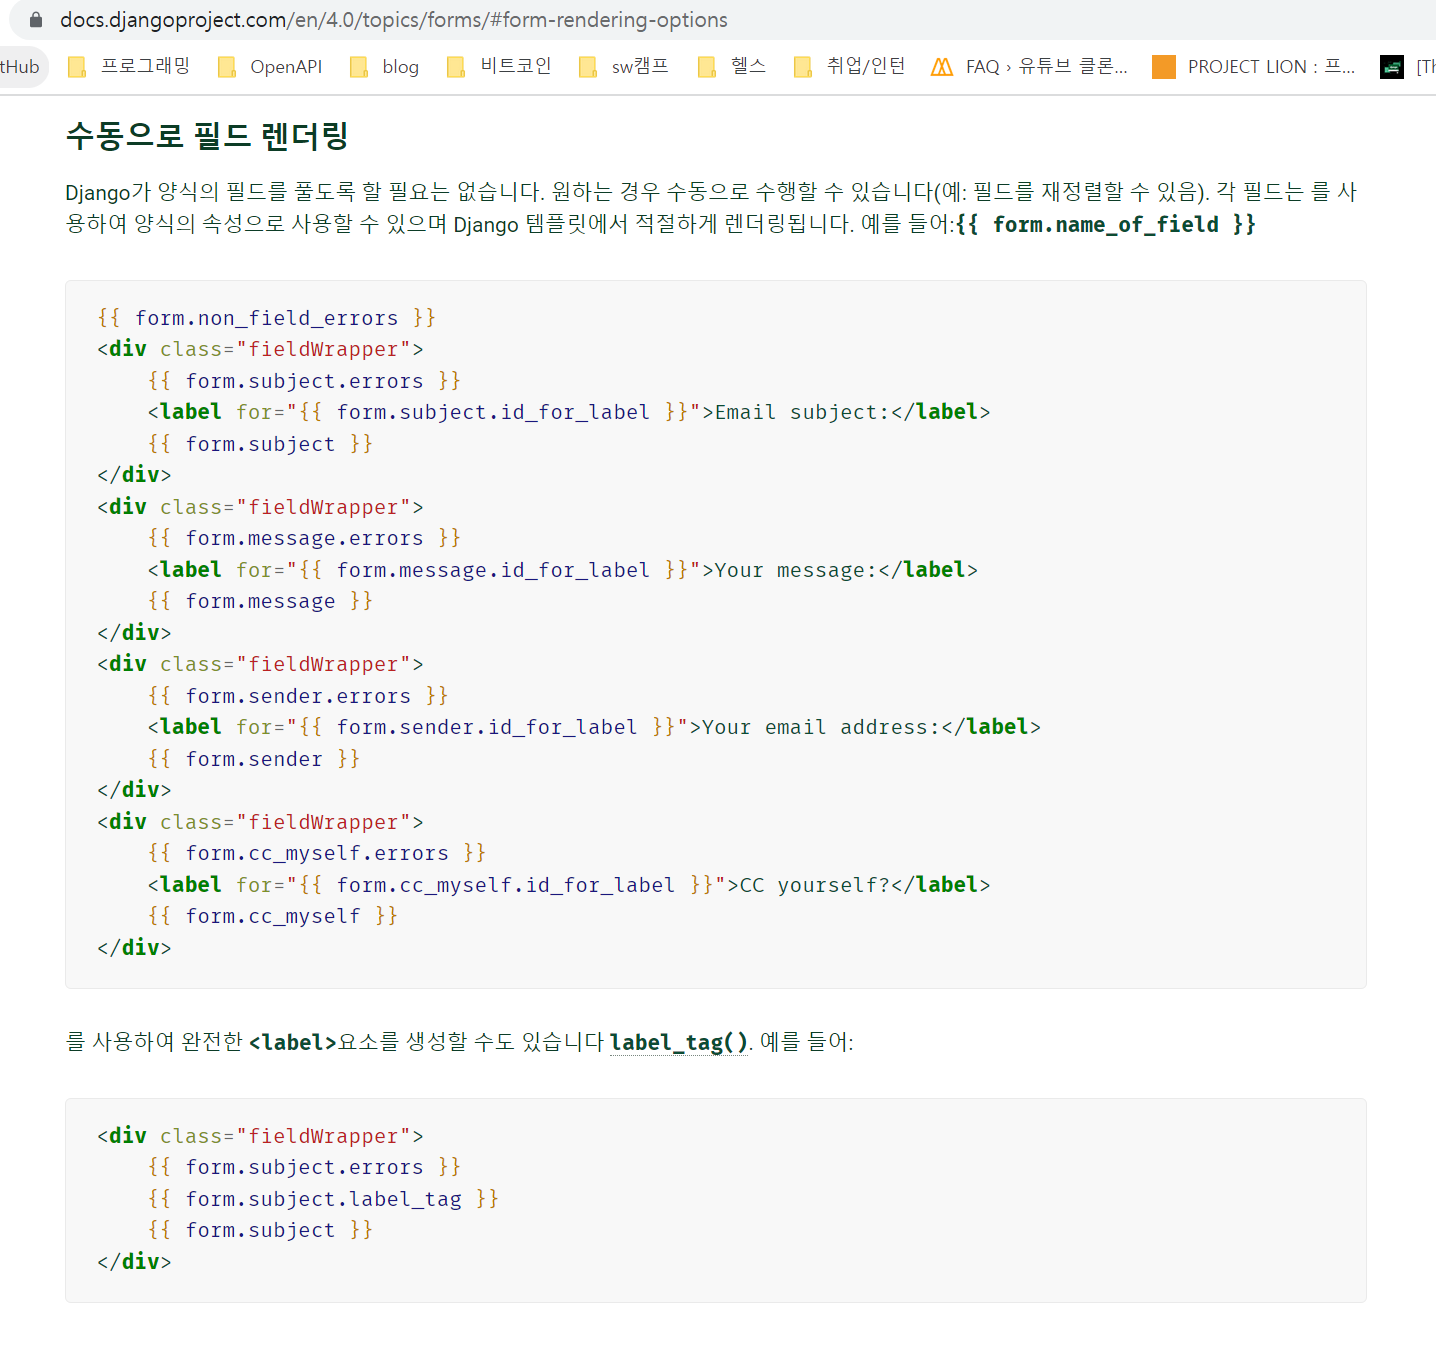 docs.djangoproject.com/en/4.0/topics/forms/#form-rendering-options
tHub 프로그래밍 OpenAPI blog 비트코인 sw캠프 헬스 취업/인턴 FAQ › 유튜브 클론... PROJECT LION : 프... [Th
수동으로 필드 렌더링
Django가 양식의 필드를 풀도록 할 필요는 없습니다. 원하는 경우 수동으로 수행할 수 있습니다(예: 필드를 재정렬할 수 있음). 각 필드는 를 사
용하여 양식의 속성으로 사용할 수 있으며 Django 템플릿에서 적절하게 렌더링됩니다. 예를 들어:{{ form.name_of_field }}
{{ form.non_field_errors }}
<div class="fieldWrapper">
    {{ form.subject.errors }}
    <label for="{{ form.subject.id_for_label }}">Email subject:</label>
    {{ form.subject }}
</div>
<div class="fieldWrapper">
    {{ form.message.errors }}
    <label for="{{ form.message.id_for_label }}">Your message:</label>
    {{ form.message }}
</div>
<div class="fieldWrapper">
    {{ form.sender.errors }}
    <label for="{{ form.sender.id_for_label }}">Your email address:</label>
    {{ form.sender }}
</div>
<div class="fieldWrapper">
    {{ form.cc_myself.errors }}
    <label for="{{ form.cc_myself.id_for_label }}">CC yourself?</label>
    {{ form.cc_myself }}
</div>
를 사용하여 완전한 <label>요소를 생성할 수도 있습니다 label_tag(). 예를 들어:
<div class="fieldWrapper">
    {{ form.subject.errors }}
    {{ form.subject.label_tag }}
    {{ form.subject }}
</div>